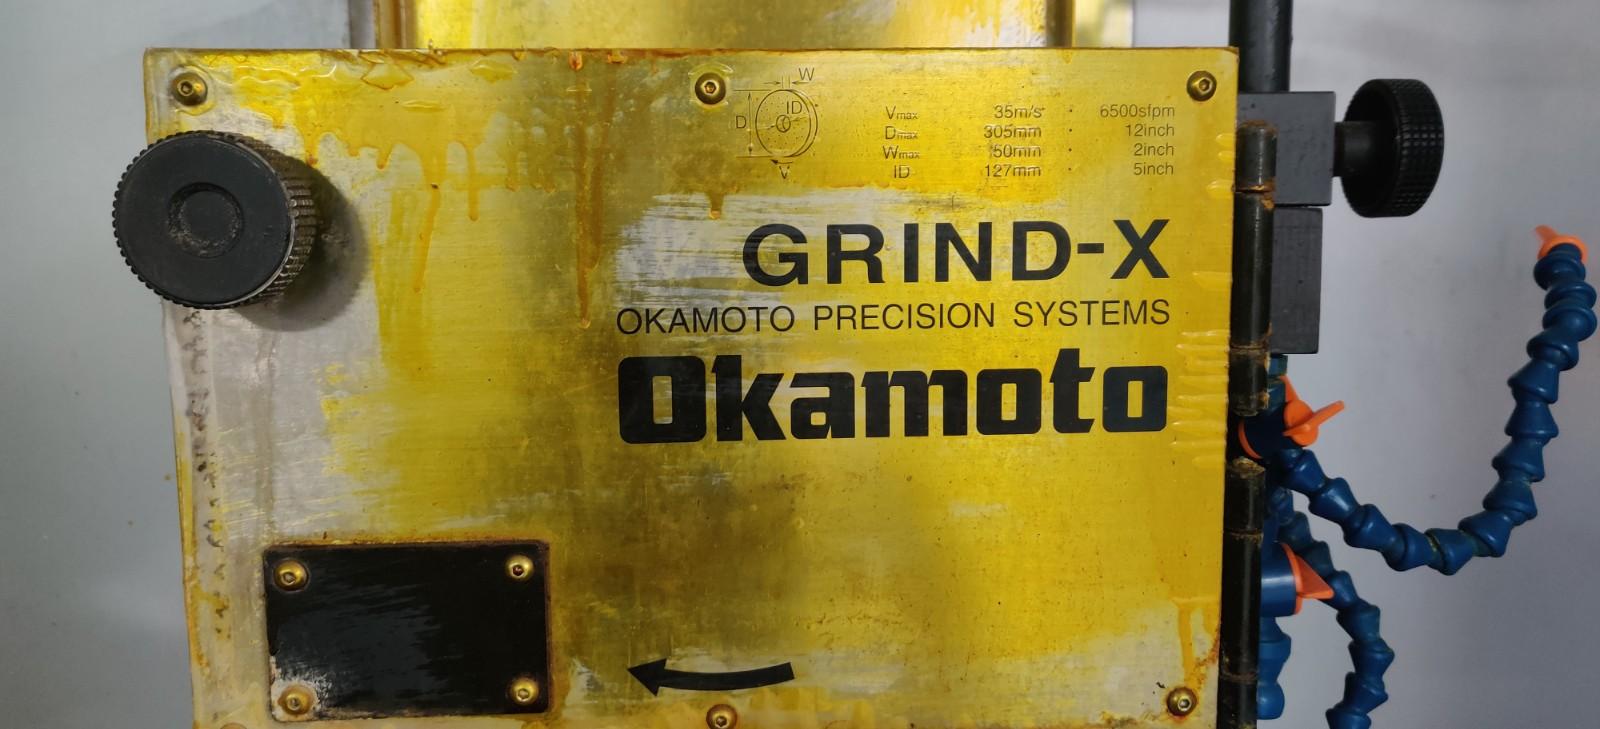 W
ID
D
V
Vmax 35m/s · 6500sfpm
Dmax 305mm · 12inch
Wmax 50mm · 2inch
ID 127mm 5inch
GRIND-X
OKAMOTO PRECISION SYSTEMS
Okamoto